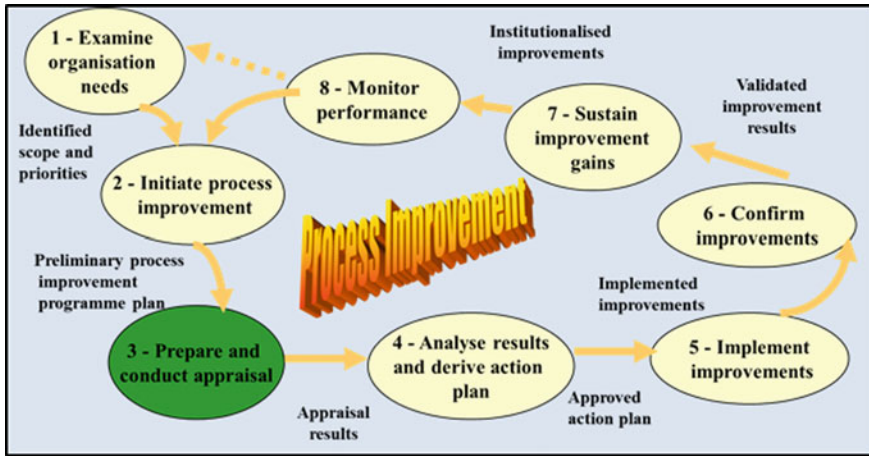 1 - Examine
organisation
needs
Identified
scope and
priorities
2 - Initiate process
improvement
Preliminary process
improvement
programme plan
3 - Prepare and
conduct appraisal
Appraisal
results
4 - Analyse results
and derive action
plan
Approved
action plan
5 - Implement
improvements
Implemented
improvements
6 - Confirm
improvements
Validated
improvement
results
7 - Sustain
improvement
gains
Institutionalised
improvements
8 - Monitor
performance
Process Improvement